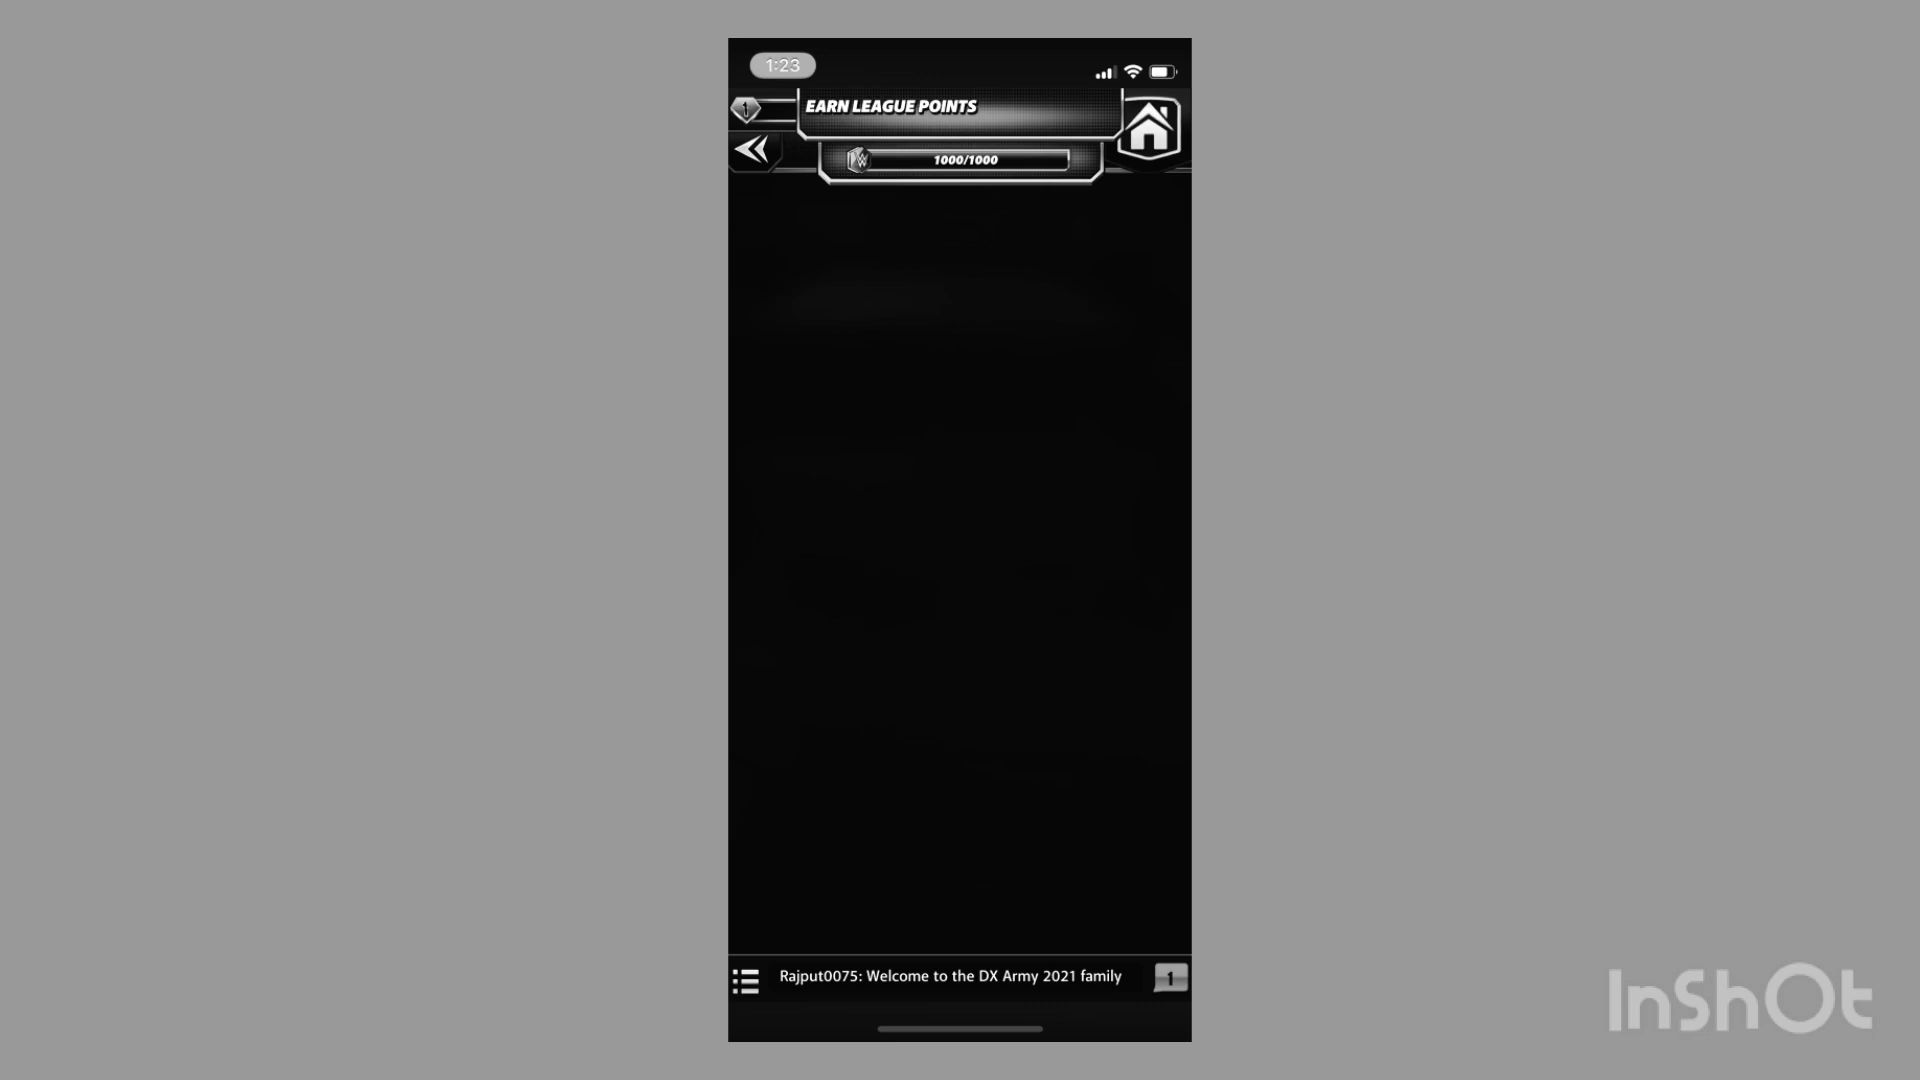 1:23
1
EARN LEAGUE POINTS
W
1000/1000
Rajput0075: Welcome to the DX Army 2021 family
1
InShOt